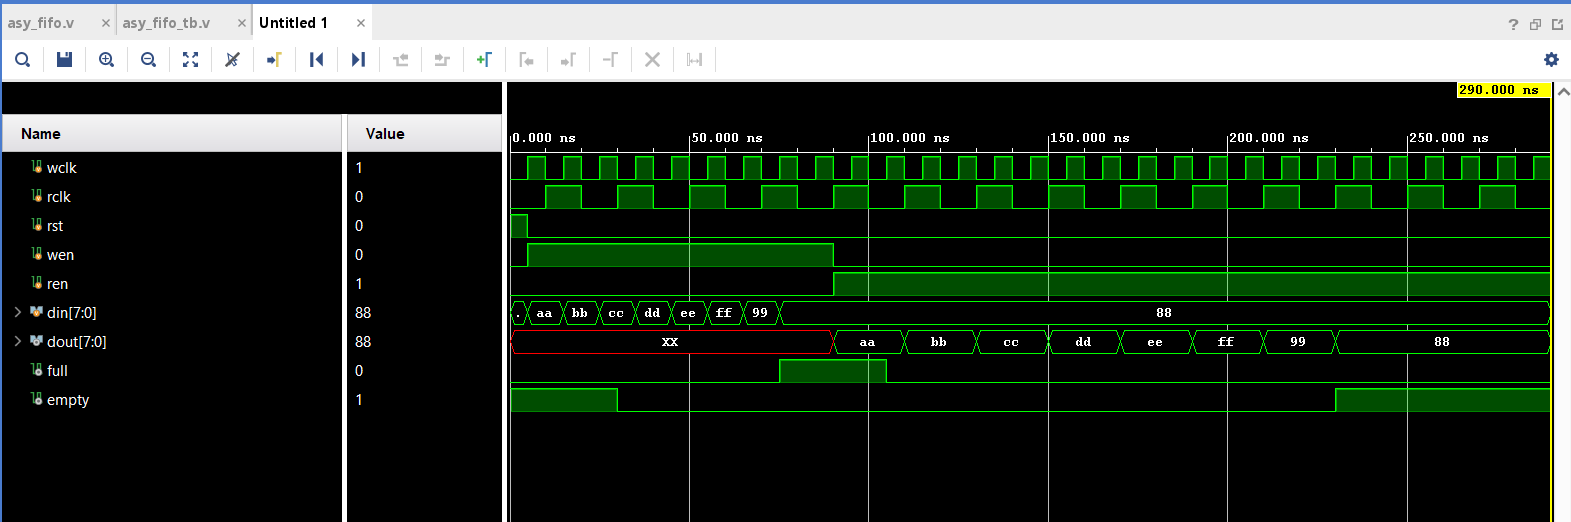 asy_fifo.v × asy_fifo_tb.v × Untitled 1 × ?
290.000 ns
Name Value
0.000 ns 50.000 ns 100.000 ns 150.000 ns 200.000 ns 250.000 ns
wclk 1
rclk 0
rst 0
wen 0
ren 1
din[7:0] 88 . aa bb cc dd ee ff 99 88
dout[7:0] 88 XX aa bb cc dd ee ff 99 88
full 0
empty 1